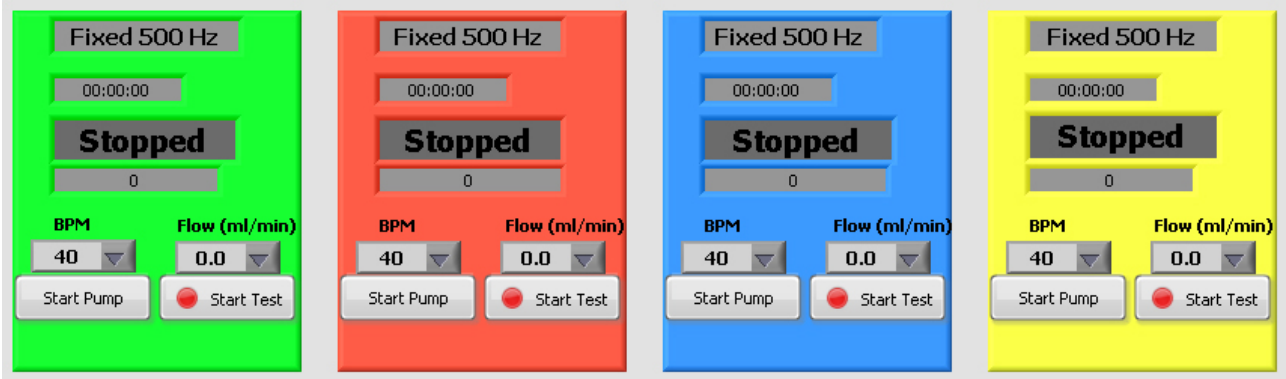 Fixed 500 Hz
00:00:00
Stopped
0
BPM Flow (ml/min)
40 0.0
Start Pump Start Test
Fixed 500 Hz
00:00:00
Stopped
0
BPM Flow (ml/min)
40 0.0
Start Pump Start Test
Fixed 500 Hz
00:00:00
Stopped
0
BPM Flow (ml/min)
40 0.0
Start Pump Start Test
Fixed 500 Hz
00:00:00
Stopped
0
BPM Flow (ml/min)
40 0.0
Start Pump Start Test